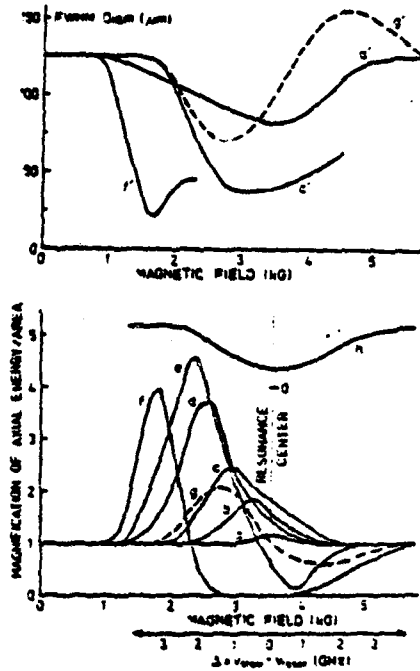 150
FWHM DIAM (μm)
100
50
0
g'
a'
c'
f'
0 1 2 3 4 5
MAGNETIC FIELD (kG)
MAGNIFICATION OF AXIAL ENERGY/AREA
5
4
3
2
1
0
h
e
f
d
c
g
b
a
RESONANCE
CENTER
0 1 2 3 4 5
MAGNETIC FIELD (kG)
3 2 1 0 1 2 3
(GHz)